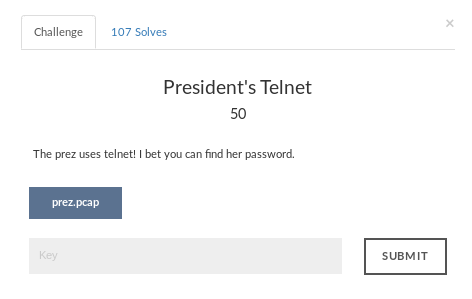 Challenge 107 Solves ×
President's Telnet
50
The prez uses telnet! I bet you can find her password.
prez.pcap
Key SUBMIT